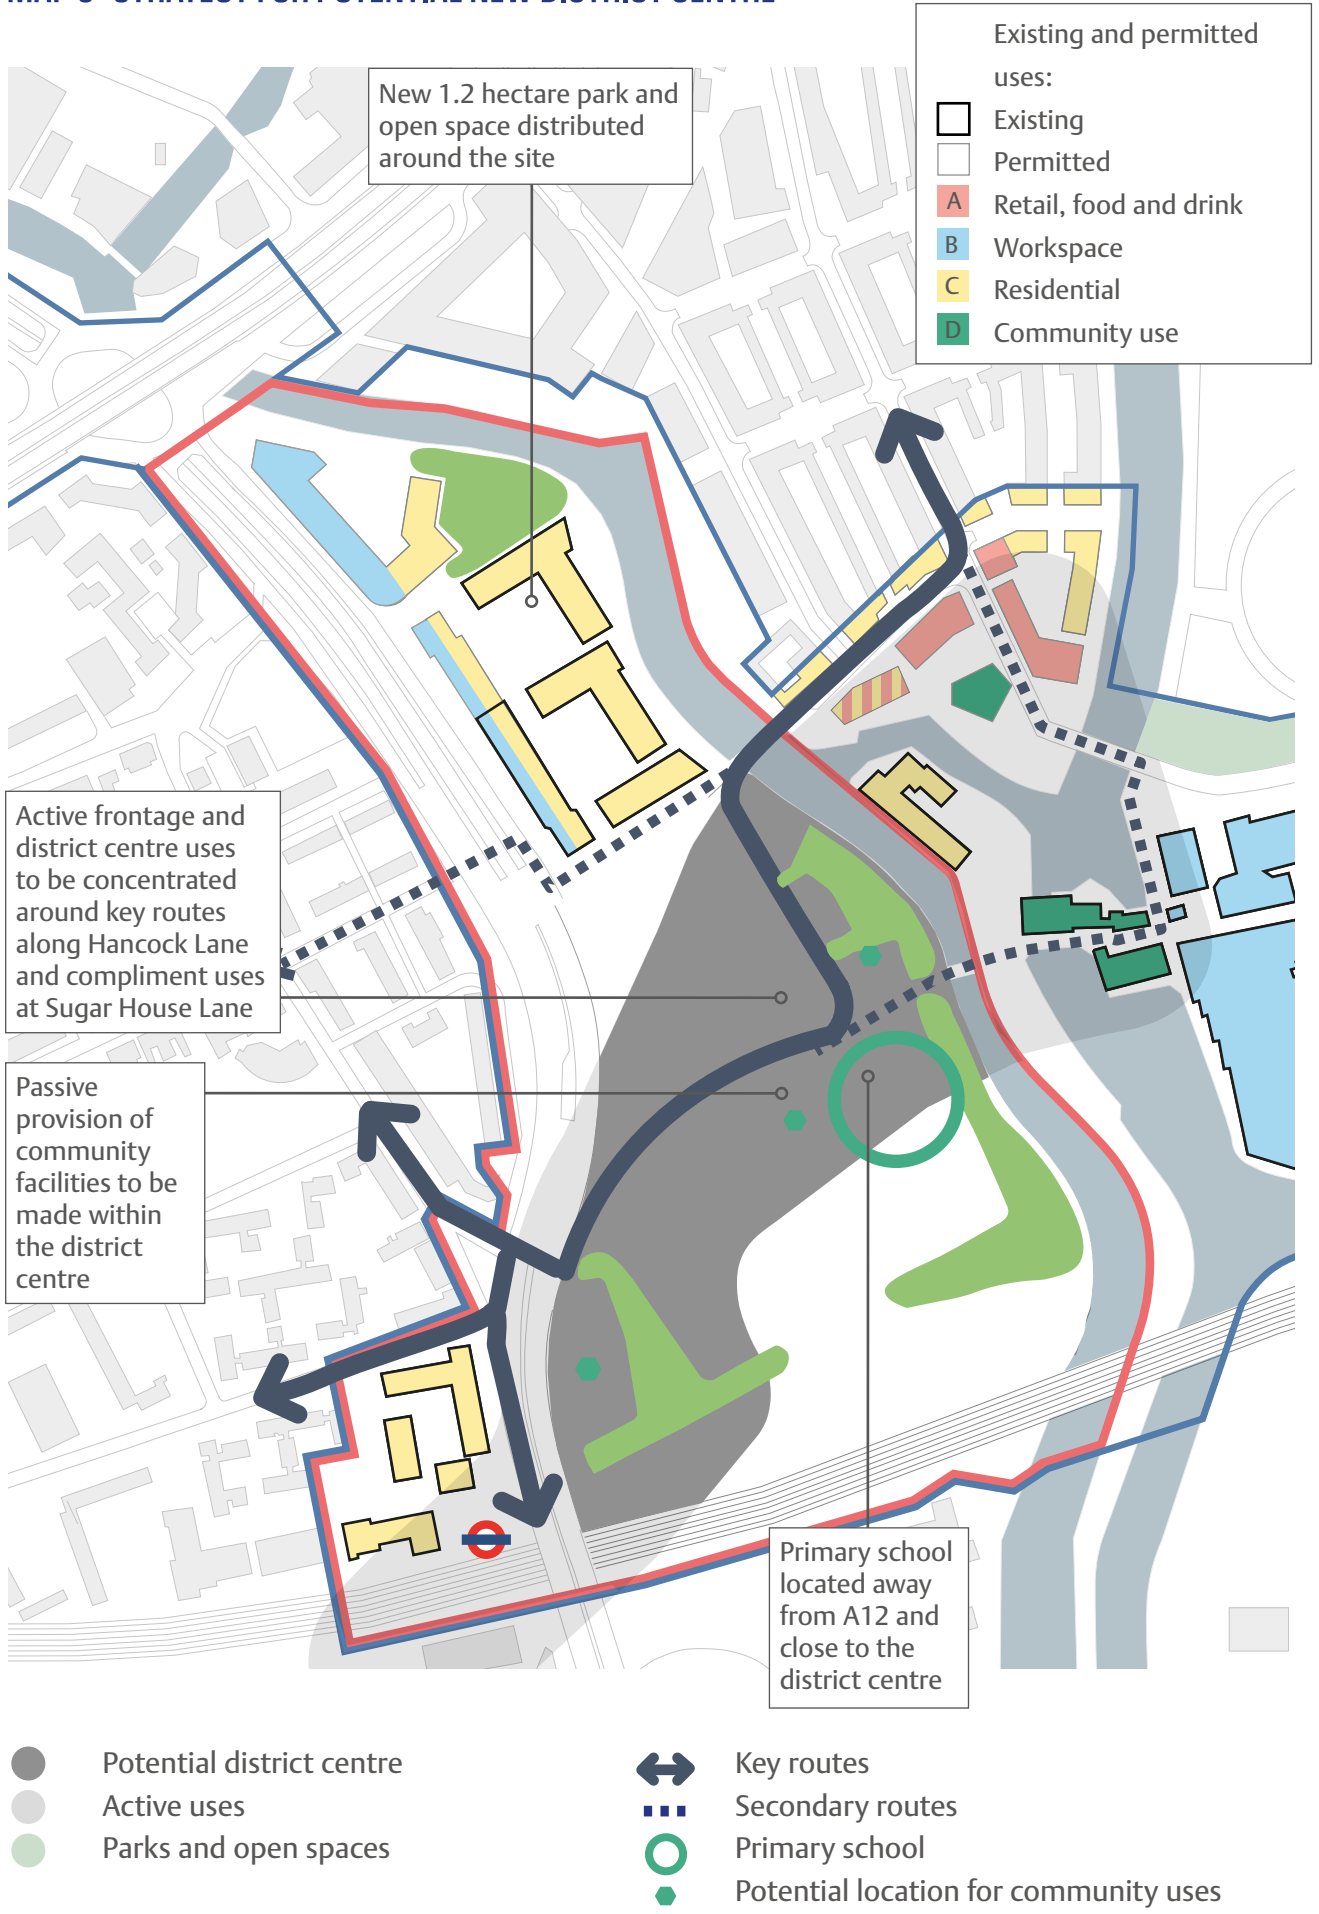 New 1.2 hectare park and
open space distributed
around the site
Existing and permitted
uses:
Existing
Permitted
A Retail, food and drink
B Workspace
C Residential
D Community use
Active frontage and
district centre uses
to be concentrated
around key routes
along Hancock Lane
and compliment uses
at Sugar House Lane
Passive
provision of
community
facilities to be
made within
the district
centre
Primary school
located away
from A12 and
close to the
district centre
Potential district centre
Active uses
Parks and open spaces
Key routes
Secondary routes
Primary school
Potential location for community uses